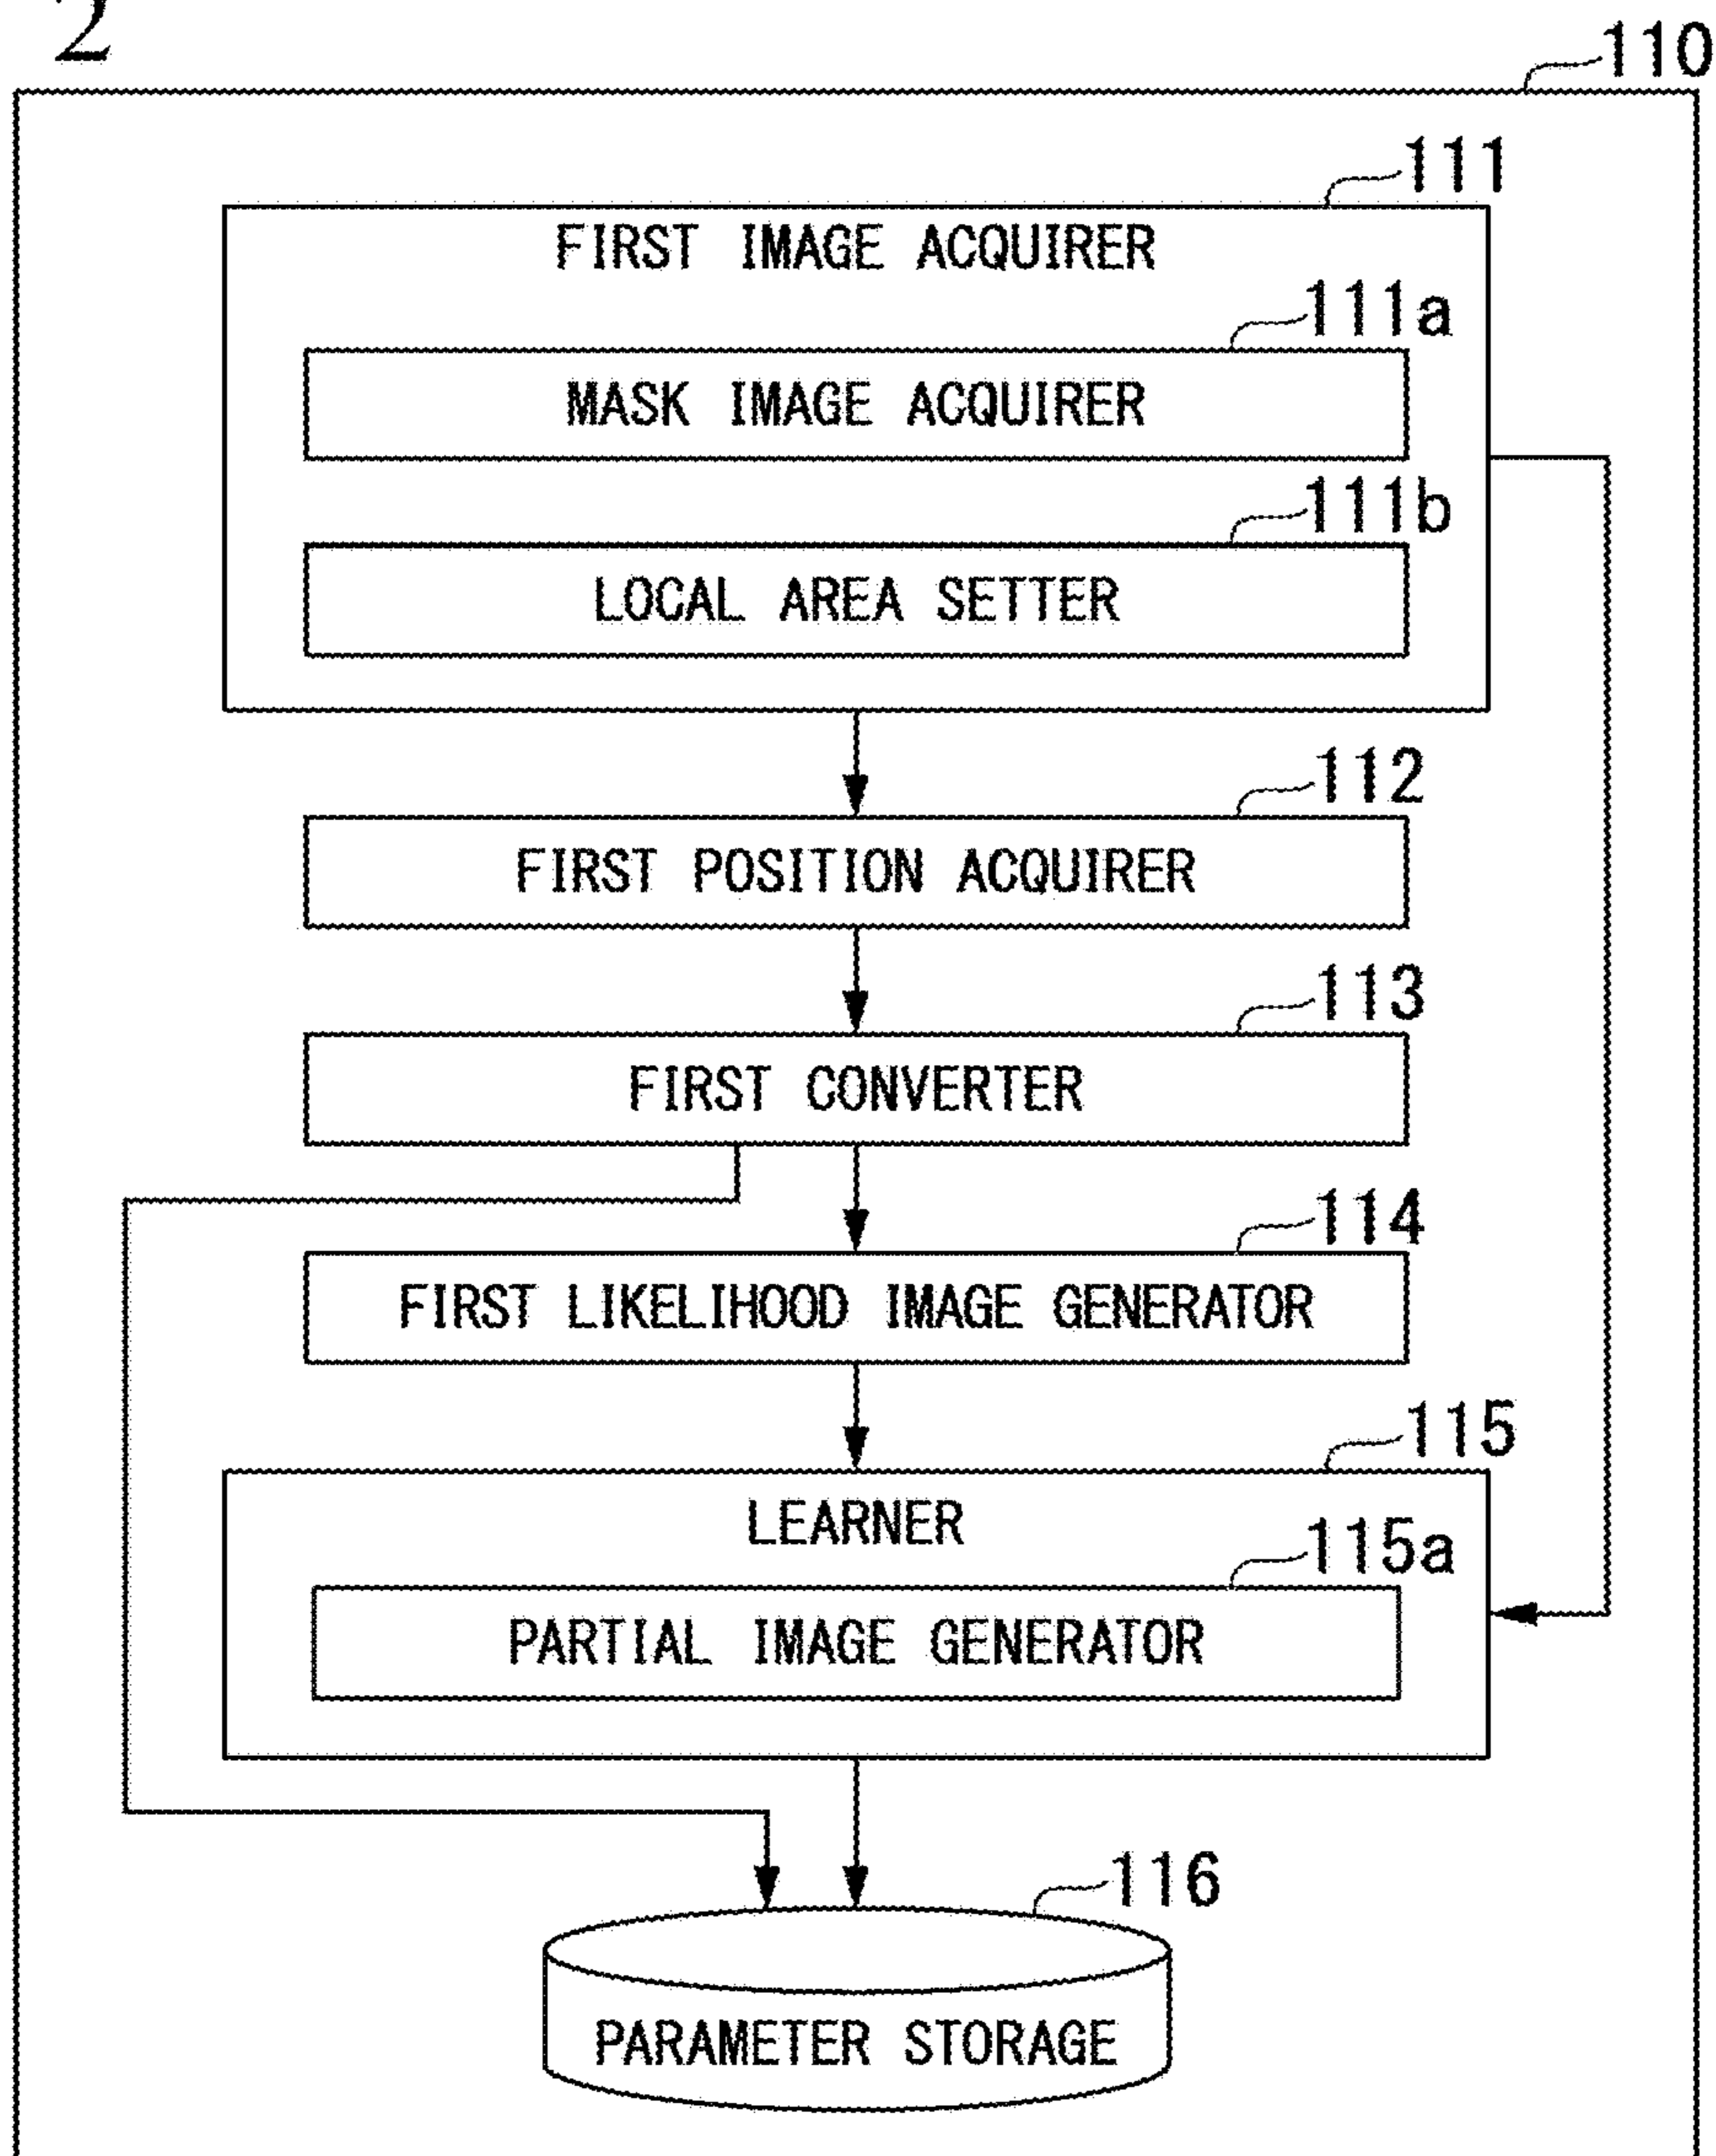 2
110
111
FIRST IMAGE ACQUIRER
111a
MASK IMAGE ACQUIRER
111b
LOCAL AREA SETTER
112
FIRST POSITION ACQUIRER
113
FIRST CONVERTER
114
FIRST LIKELIHOOD IMAGE GENERATOR
115
LEARNER
115a
PARTIAL IMAGE GENERATOR
116
PARAMETER STORAGE